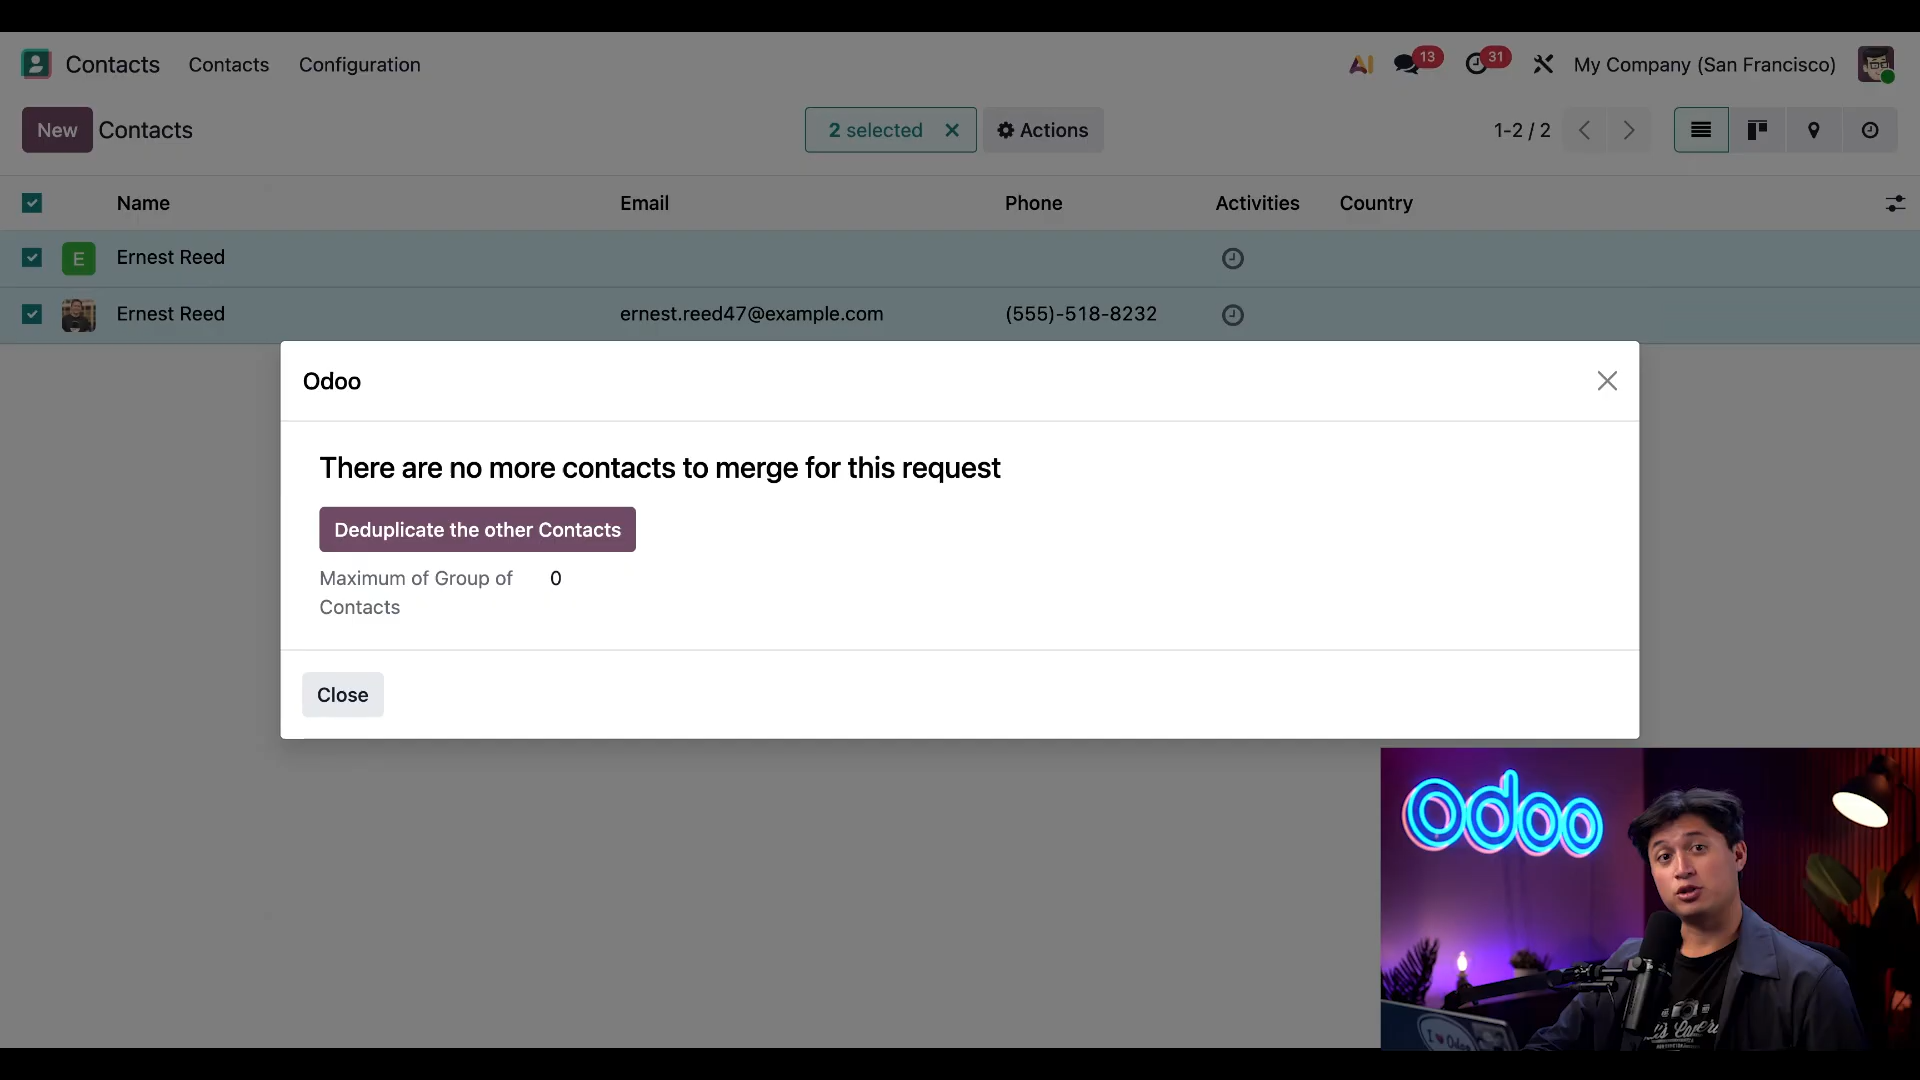 Contacts Contacts Configuration 13 31 My Company (San Francisco)
New Contacts 2 selected Actions 1-2 / 2
Name Email Phone Activities Country
E Ernest Reed
Ernest Reed ernest.reed47@example.com (555)-518-8232
Odoo
There are no more contacts to merge for this request
Deduplicate the other Contacts
Maximum of Group of 0
Contacts
Close
odoo
I Odoo